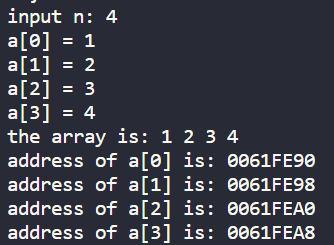 input n: 4
a[0] = 1
a[1] = 2
a[2] = 3
a[3] = 4
the array is: 1 2 3 4
address of a[0] is: 0061FE90
address of a[1] is: 0061FE98
address of a[2] is: 0061FEA0
address of a[3] is: 0061FEA8